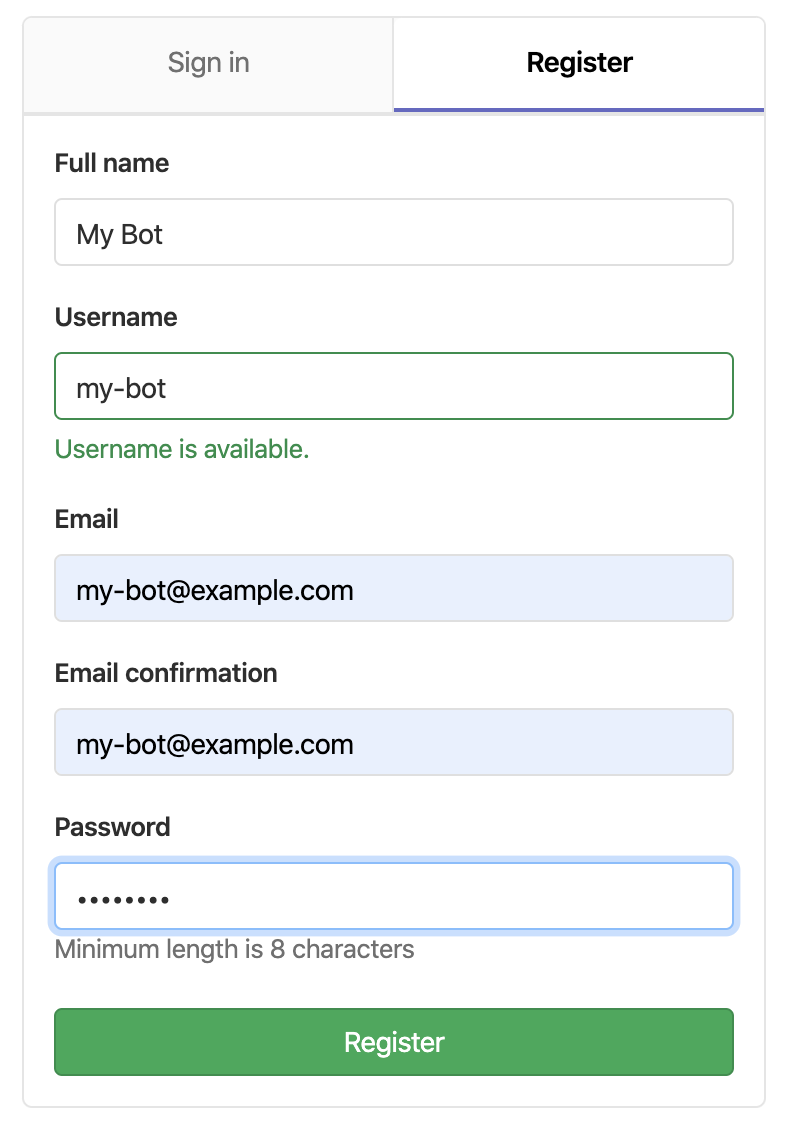 Sign in
Register
Full name
My Bot
Username
my-bot
Username is available.
Email
my-bot@example.com
Email confirmation
my-bot@example.com
Password
••••••••
Minimum length is 8 characters
Register